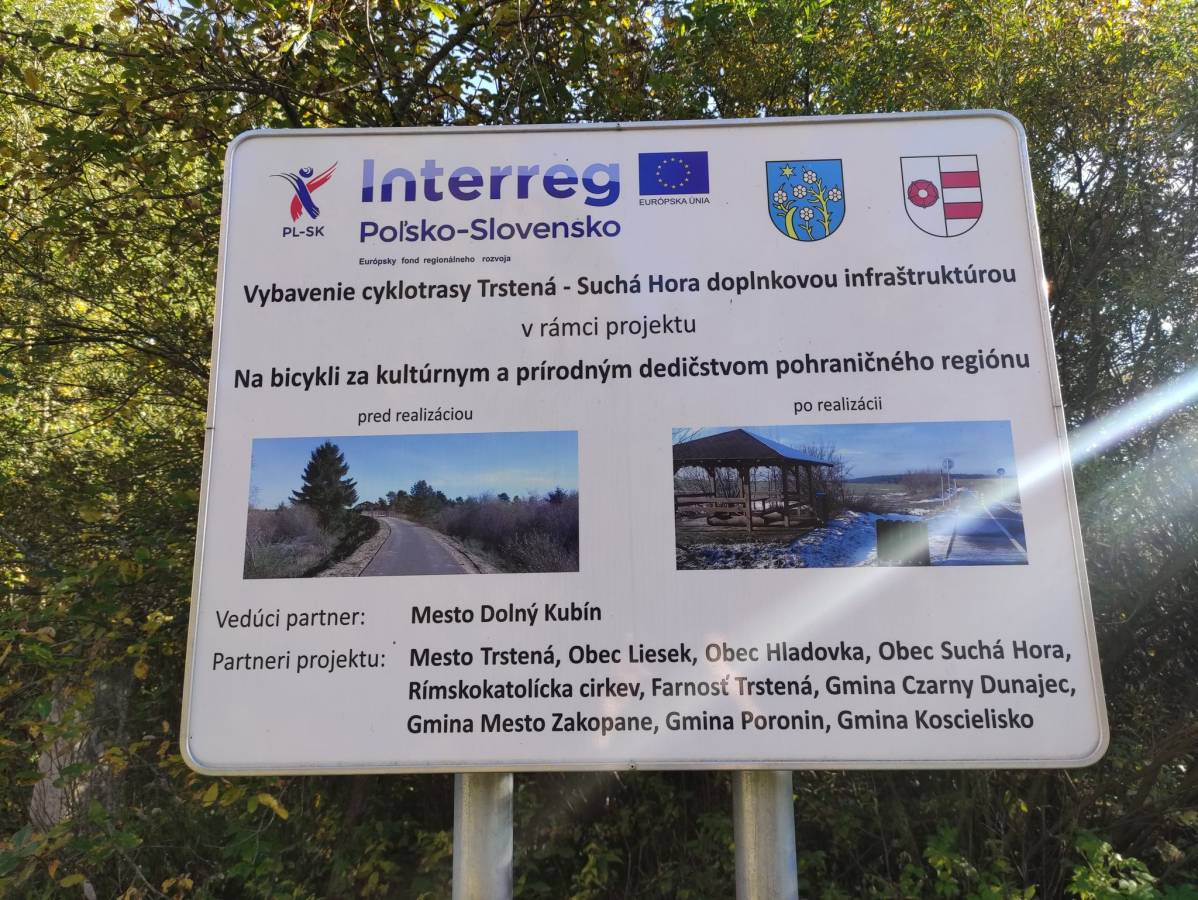 PL-SK
Interreg
Poľsko-Slovensko
Európsky fond regionálneho rozvoja
EURÓPSKA ÚNIA
Vybavenie cyklotrasy Trstená - Suchá Hora doplnkovou infraštruktúrou
v rámci projektu
Na bicykli za kultúrnym a prírodným dedičstvom pohraničného regiónu
pred realizáciou
po realizácii
Vedúci partner: Mesto Dolný Kubín
Partneri projektu: Mesto Trstená, Obec Liesek, Obec Hladovka, Obec Suchá Hora,
Rímskokatolícka cirkev, Farnosť Trstená, Gmina Czarny Dunajec,
Gmina Mesto Zakopane, Gmina Poronin, Gmina Koscielisko